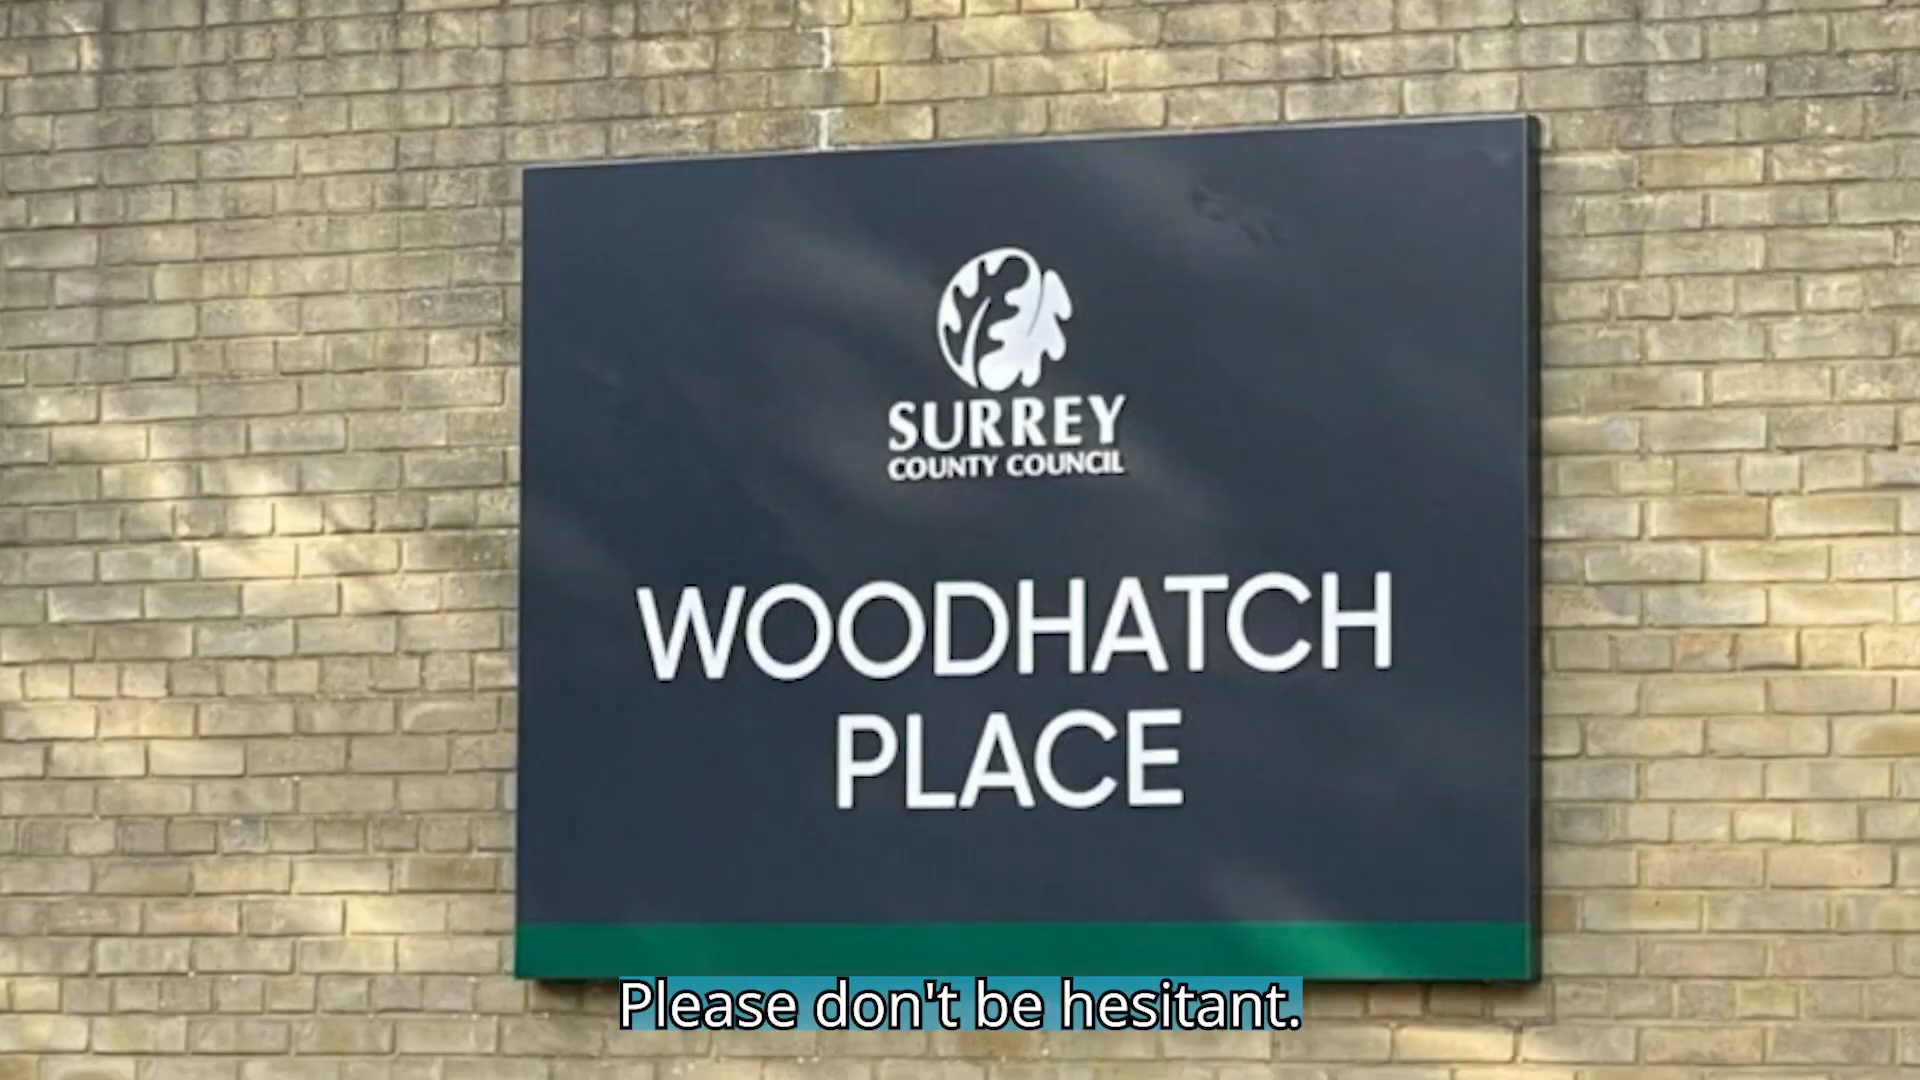 SURREY
COUNTY COUNCIL
WOODHATCH
PLACE
Please don't be hesitant.